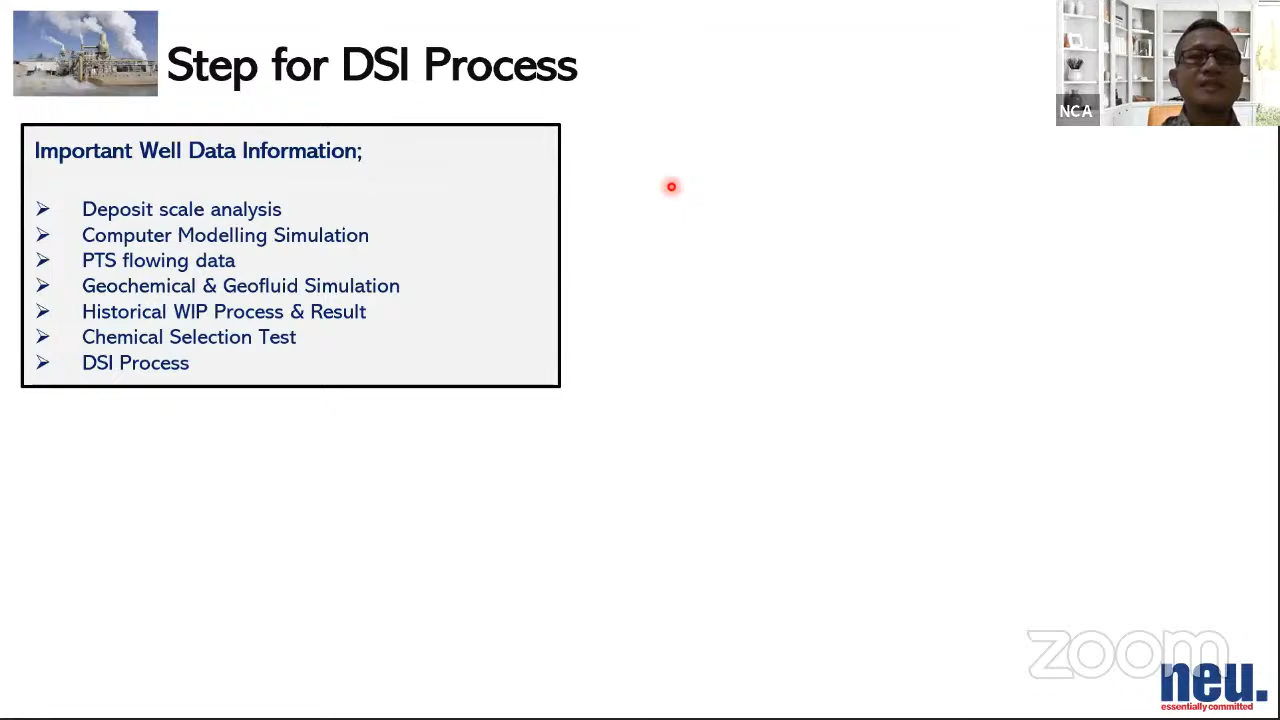 Step for DSI Process
NCA
Important Well Data Information;
➢ Deposit scale analysis
➢ Computer Modelling Simulation
➢ PTS flowing data
➢ Geochemical & Geofluid Simulation
➢ Historical WIP Process & Result
➢ Chemical Selection Test
➢ DSI Process
zoom
neu.
essentially committed